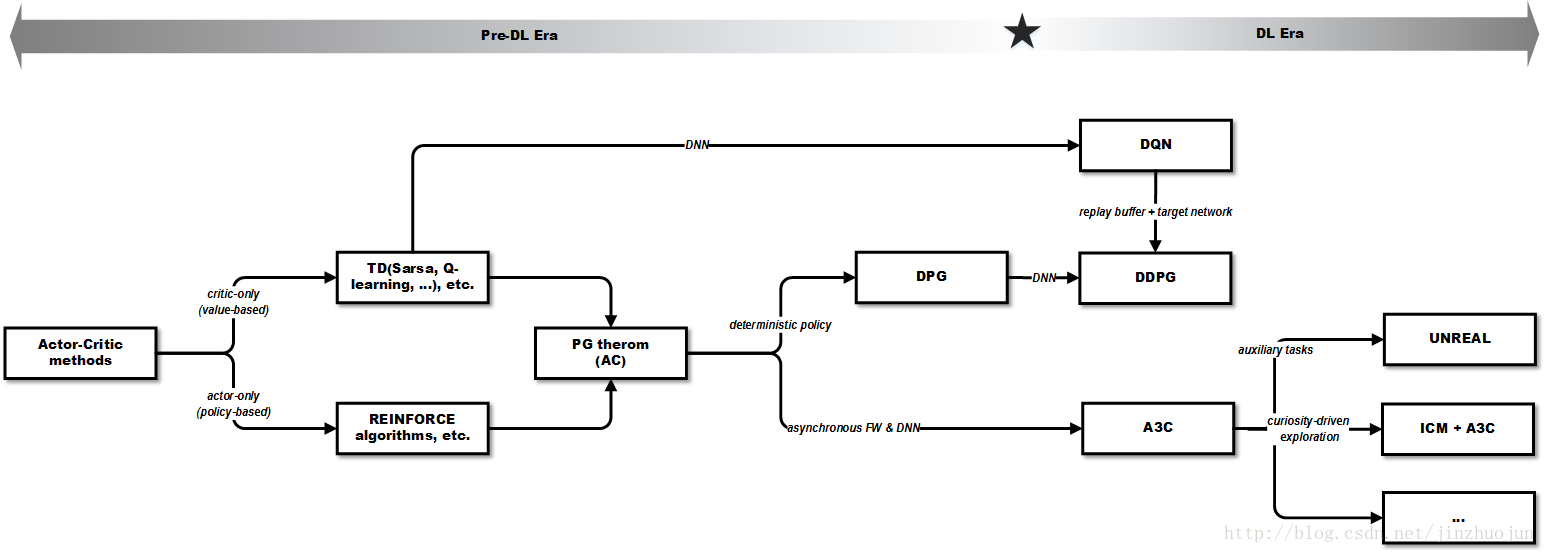 Pre-DL Era
DL Era
DNN
DQN
replay buffer + target network
TD(Sarsa, Q-
learning, ...), etc.
DPG
DNN
DDPG
critic-only
(value-based)
deterministic policy
Actor-Critic
methods
PG therom
(AC)
UNREAL
auxiliary tasks
actor-only
(policy-based)
REINFORCE
algorithms, etc.
asynchronous FW & DNN
A3C
curiosity-driven
exploration
ICM + A3C
...
http://blog.csdn.net/jinzhuojun